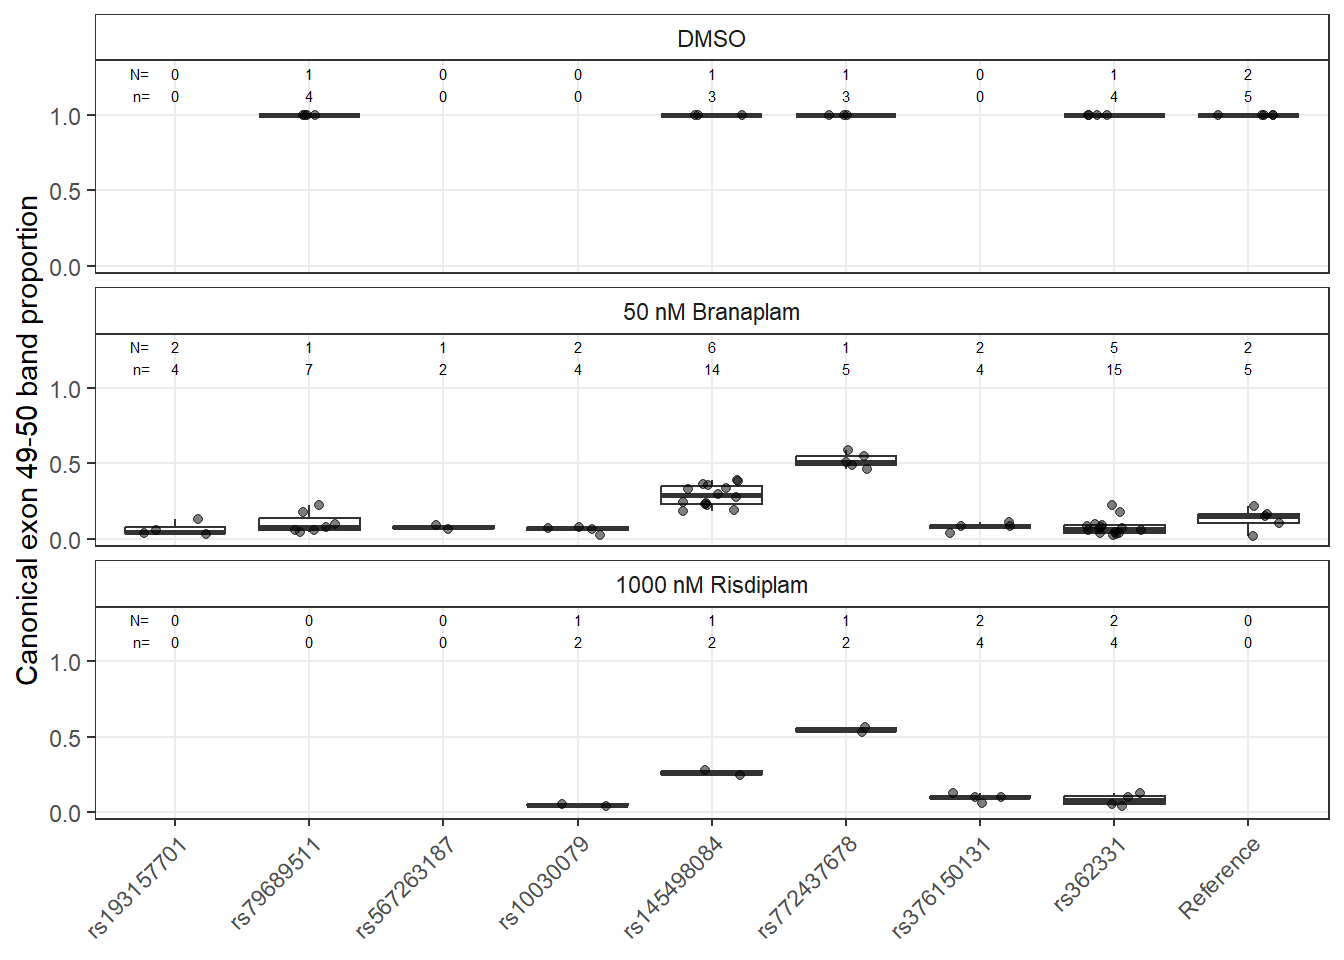 Canonical exon 49-50 band proportion
DMSO
N= 0 1 0 0 1 1 0 1 2
n= 0 4 0 0 3 3 0 4 5
1.0
0.5
0.0
50 nM Branaplam
N= 2 1 1 2 6 1 2 5 2
n= 4 7 2 4 14 5 4 15 5
1.0
0.5
0.0
1000 nM Risdiplam
N= 0 0 0 1 1 1 2 2 0
n= 0 0 0 2 2 2 4 4 0
1.0
0.5
0.0
rs193157701 rs79689511 rs567263187 rs10030079 rs145498084 rs772437678 rs376150131 rs362331 Reference